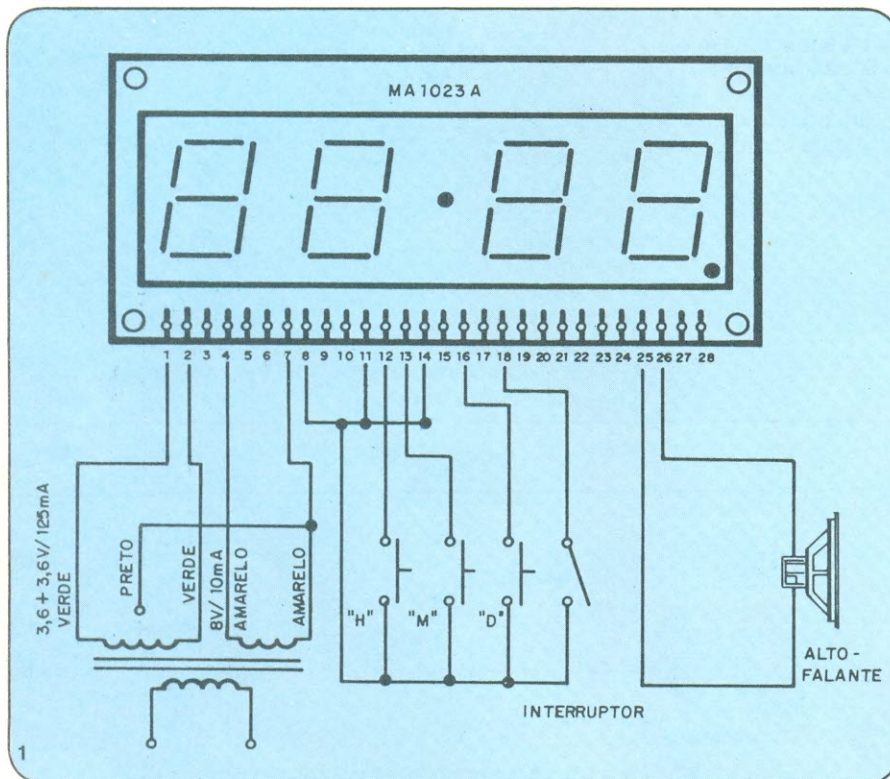 MA1023A
1 2 3 4 5 6 7 8 9 10 11 12 13 14 15 16 17 18 19 20 21 22 23 24 25 26 27 28
3,6 + 3,6V/125mA
VERDE
PRETO
VERDE
8V/10mA
AMARELO
AMARELO
"H"
"M"
"D"
INTERRUPTOR
ALTO-
FALANTE
1